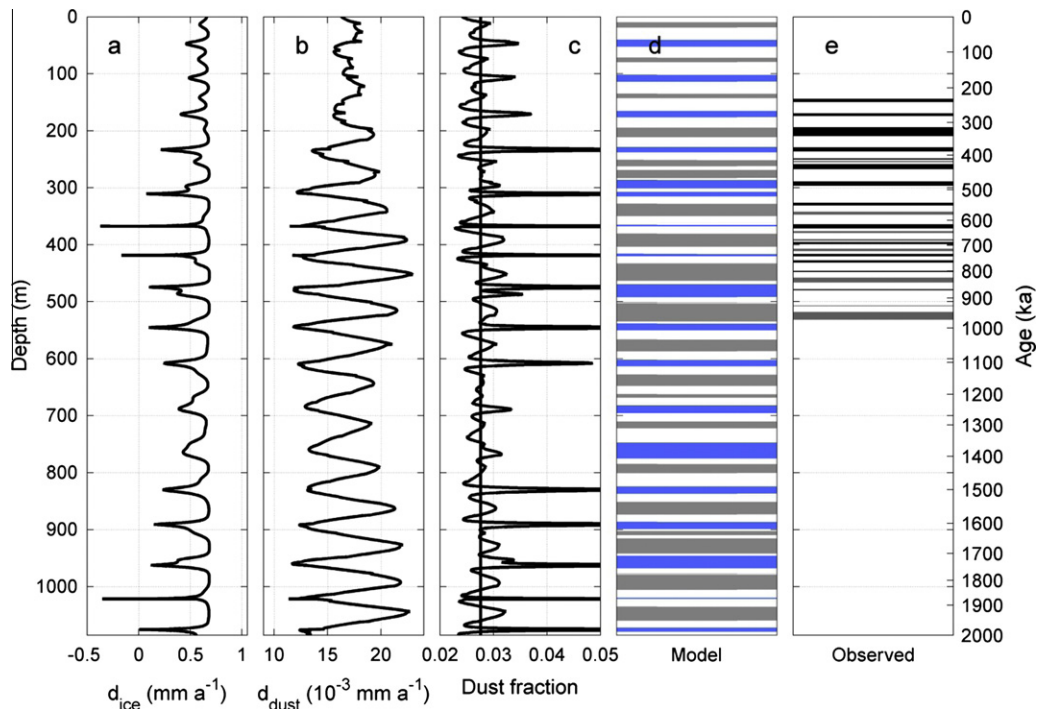 a
b
c
d
e
Depth (m)
0
100
200
300
400
500
600
700
800
900
1000
-0.5 0 0.5 1
d_ice (mm a⁻¹)
10 15 20
d_dust (10⁻³ mm a⁻¹)
0.02 0.03 0.04 0.05
Dust fraction
Model
Observed
0
100
200
300
400
500
600
700
800
900
1000
1100
1200
1300
1400
1500
1600
1700
1800
1900
2000
Age (ka)